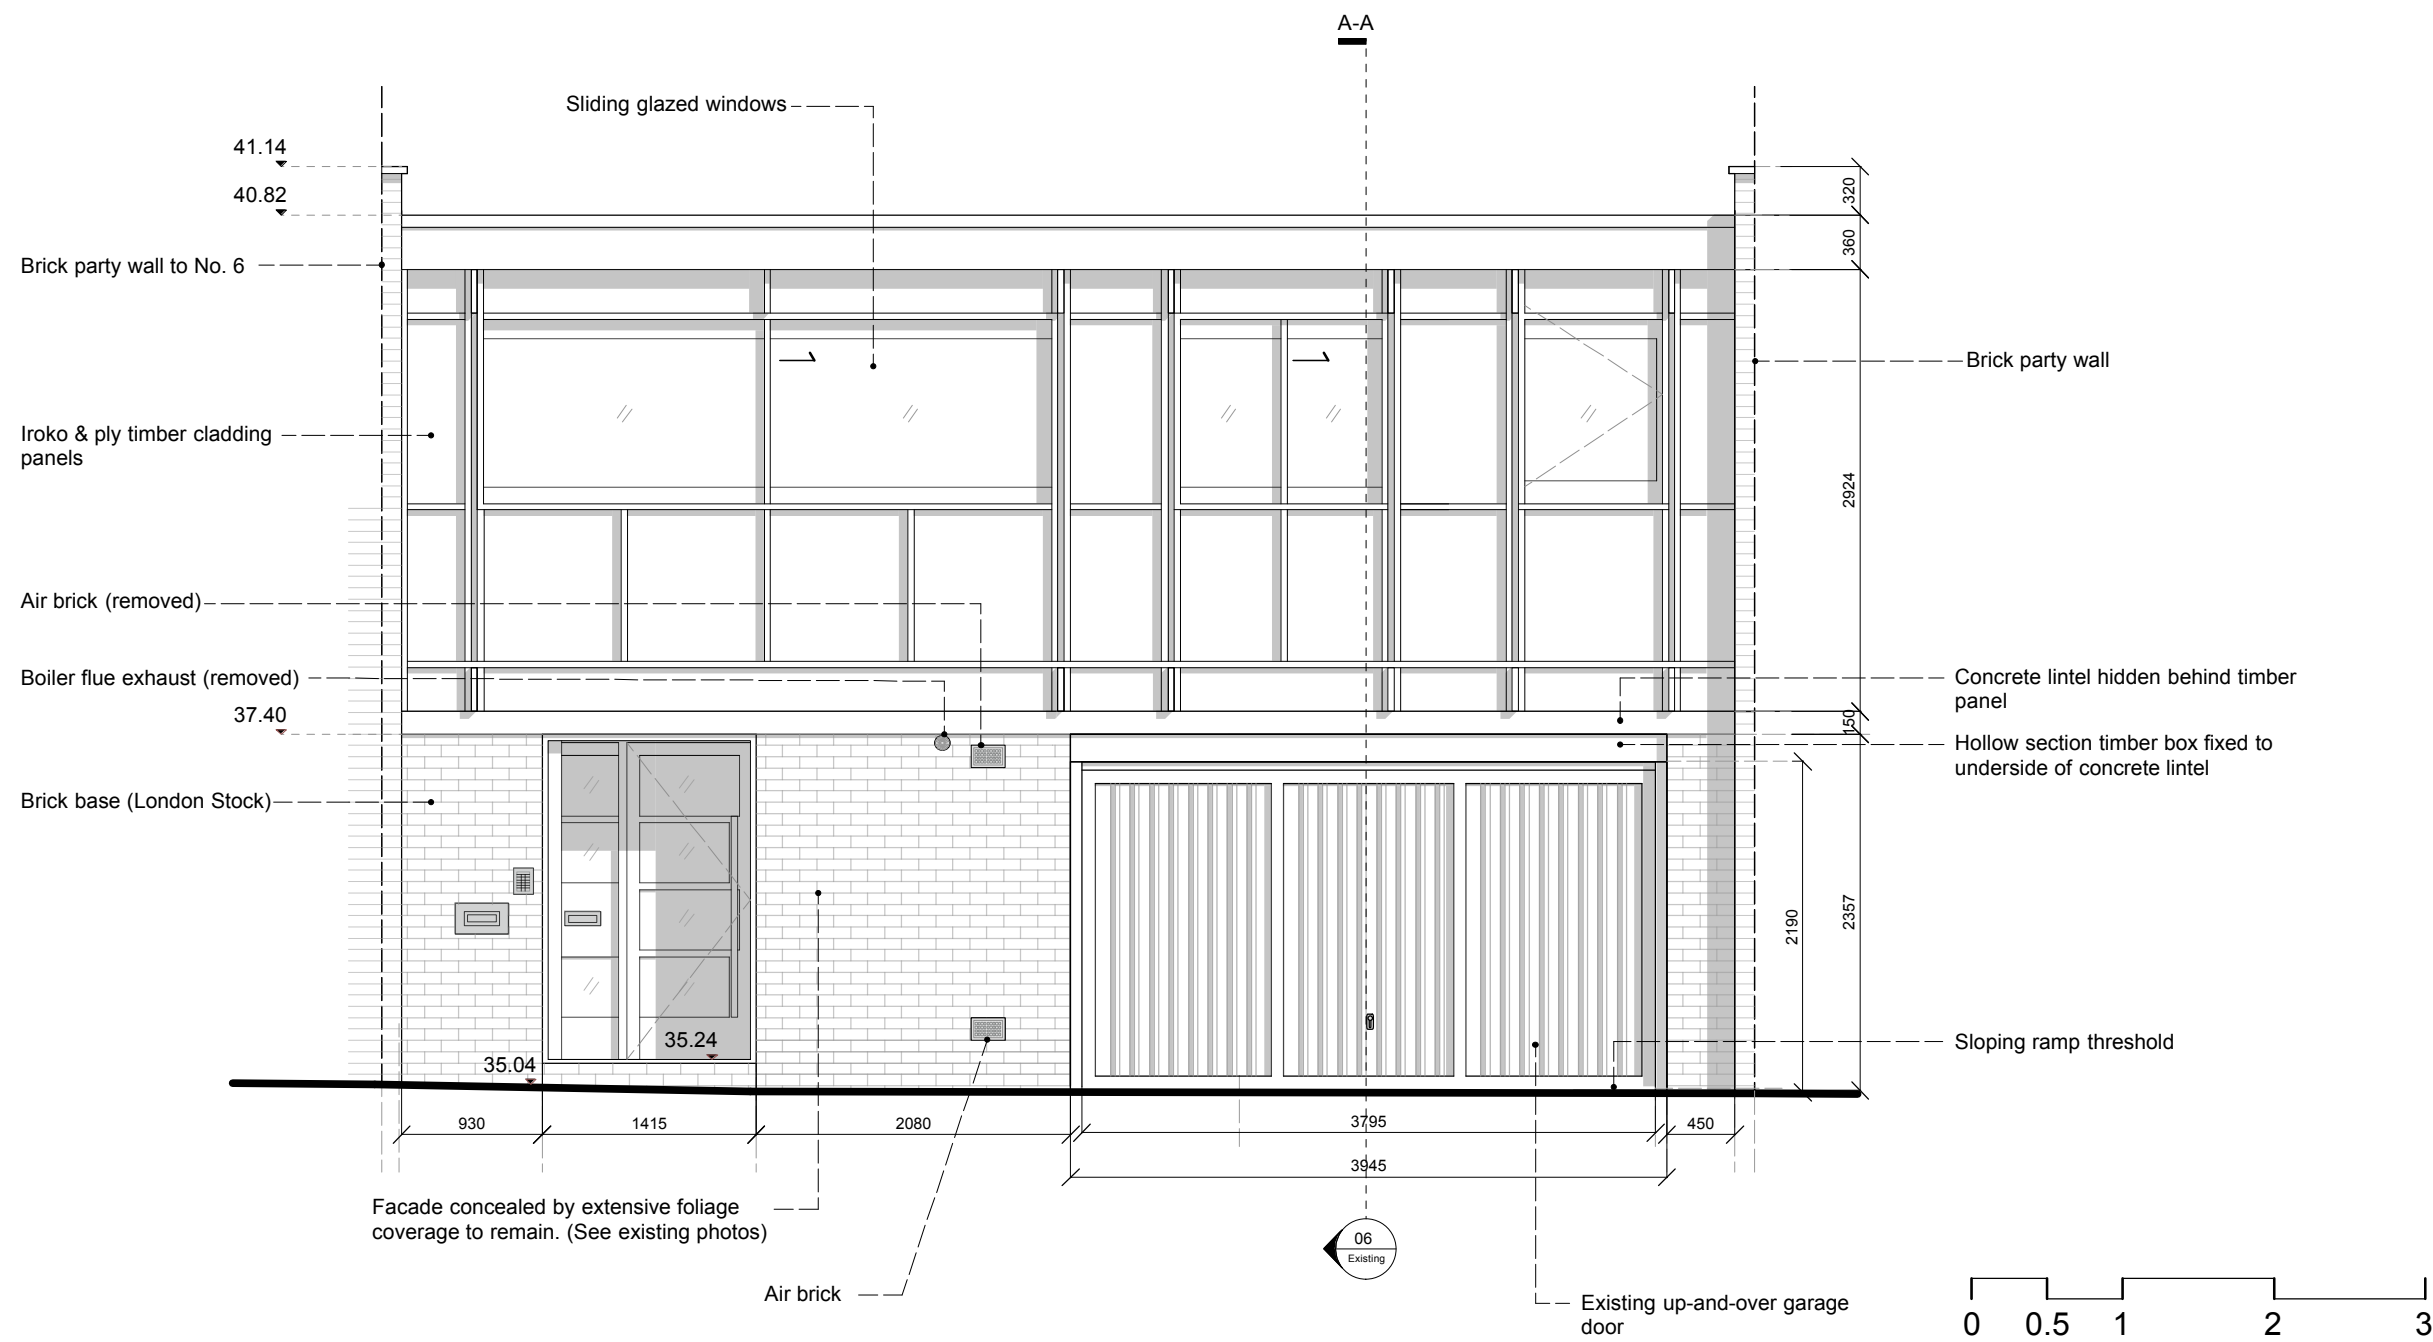 A-A
Sliding glazed windows
41.14
40.82
320
360
Brick party wall to No. 6
Brick party wall
Iroko & ply timber cladding
panels
2924
Air brick (removed)
Boiler flue exhaust (removed)
Concrete lintel hidden behind timber
panel
37.40
150
Hollow section timber box fixed to
underside of concrete lintel
Brick base (London Stock)
2190
2357
35.24
35.04
Sloping ramp threshold
930
1415
2080
3795
450
3945
Facade concealed by extensive foliage
coverage to remain. (See existing photos)
06
Existing
Air brick
Existing up-and-over garage
door
0 0.5 1 2 3